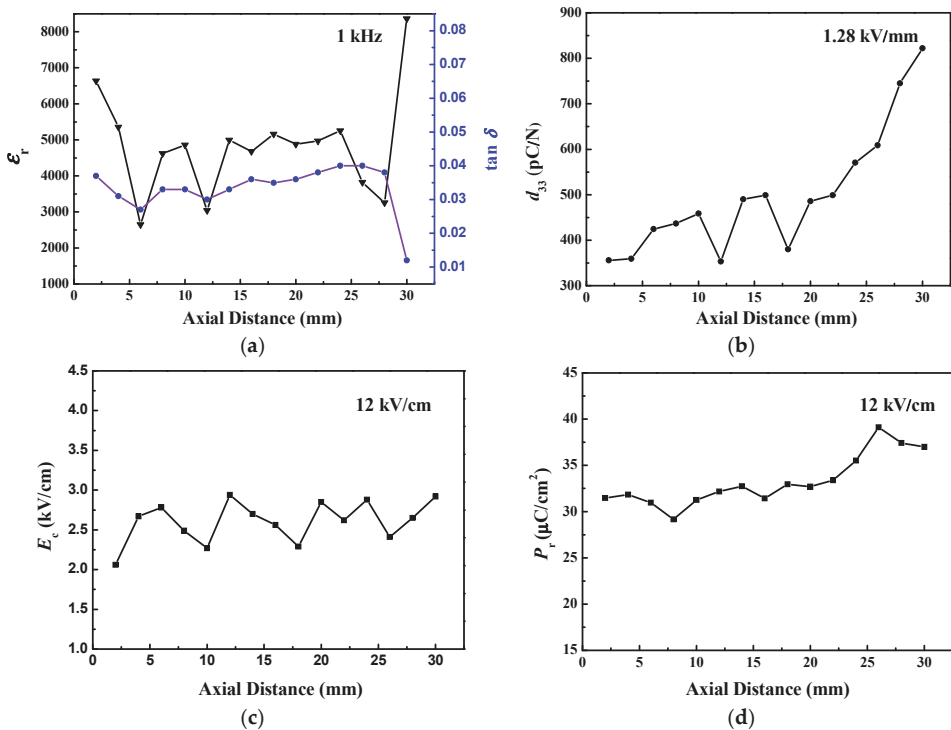 1 kHz
εr
tan δ
8000
7000
6000
5000
4000
3000
2000
1000
0.08
0.07
0.06
0.05
0.04
0.03
0.02
0.01
0 5 10 15 20 25 30
Axial Distance (mm)
(a)
1.28 kV/mm
d33 (pC/N)
900
800
700
600
500
400
300
0 5 10 15 20 25 30
Axial Distance (mm)
(b)
12 kV/cm
Ec (kV/cm)
4.5
4.0
3.5
3.0
2.5
2.0
1.5
1.0
0 5 10 15 20 25 30
Axial Distance (mm)
(c)
12 kV/cm
Pr (μC/cm²)
45
40
35
30
25
20
15
0 5 10 15 20 25 30
Axial Distance (mm)
(d)